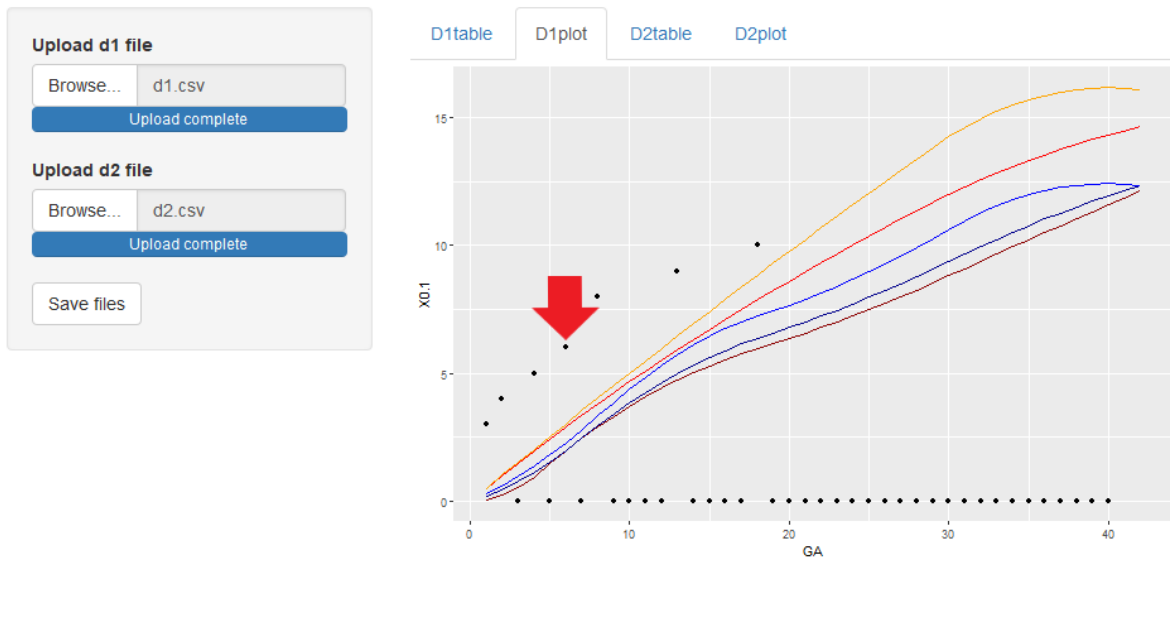 Upload d1 file
Browse... d1.csv
Upload complete
Upload d2 file
Browse... d2.csv
Upload complete
Save files
D1table D1plot D2table D2plot
X0.1
15
10
5
0
0 10 20 30 40
GA